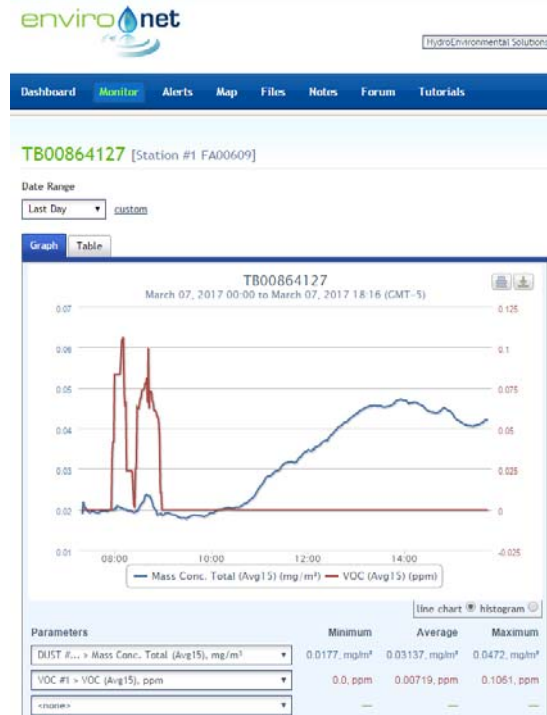 environet
HydroEnvironmental Solutions
Dashboard Monitor Alerts Map Files Notes Forum Tutorials
TB00864127 [Station #1 FA00609]
Date Range
Last Day custom
Graph Table
TB00864127
March 07, 2017 00:00 to March 07, 2017 18:16 (GMT-5)
0.07 0.125
0.06 0.1
0.05 0.075
0.04 0.05
0.03 0.025
0.02 0
0.01 -0.025
08:00 10:00 12:00 14:00
Mass Conc. Total (Avg15) (mg/m³) VOC (Avg15) (ppm)
line chart histogram
Parameters Minimum Average Maximum
DUST #... > Mass Conc. Total (Avg15), mg/m³ 0.0177, mg/m³ 0.03137, mg/m³ 0.0472, mg/m³
VOC #1 > VOC (Avg15), ppm 0.0, ppm 0.00719, ppm 0.1061, ppm
<none> — — —